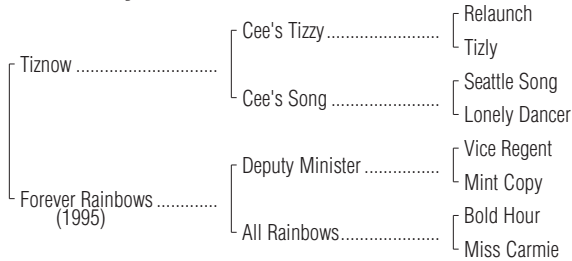 Relaunch
Cee's Tizzy
Tizly
Tiznow
Seattle Song
Cee's Song
Lonely Dancer
Vice Regent
Deputy Minister
Mint Copy
Forever Rainbows
(1995)
Bold Hour
All Rainbows
Miss Carmie